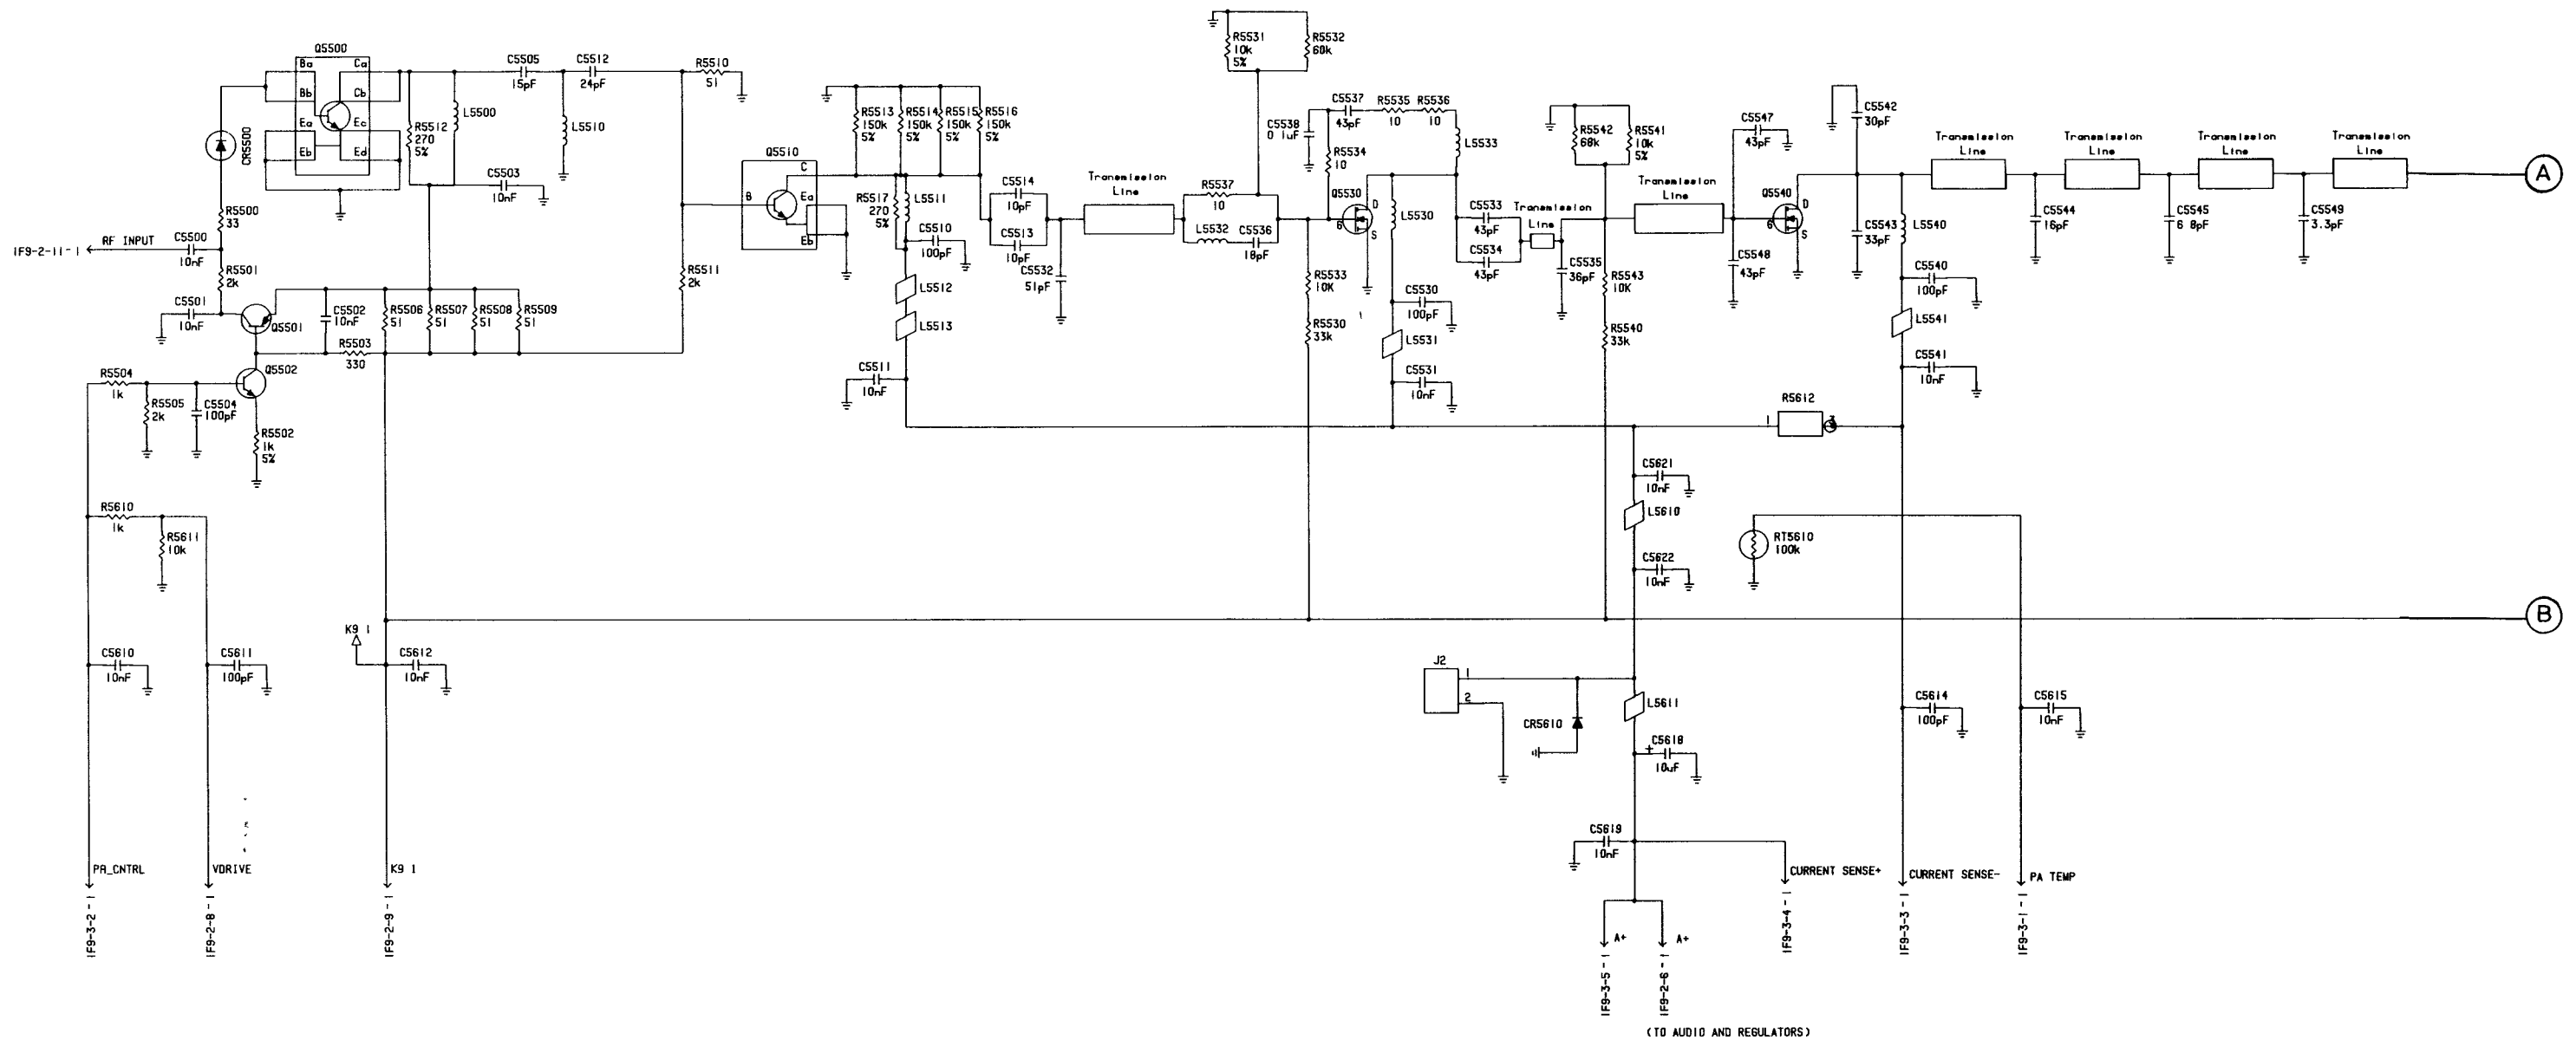 Q5500
Ba
Ca
Bb
Cb
Ea
Ec
Eb
Ed
CR5500
R5512
270
5%
L5500
C5505
15pF
C5512
24pF
L5510
R5510
51
C5503
10nF
R5500
33
1F9-2-11-1
RF INPUT
C5500
10nF
R5501
2k
C5501
10nF
Q5501
C5502
10nF
R5506
51
R5507
51
R5508
51
R5509
51
R5503
330
R5511
2k
R5504
1k
R5505
2k
C5504
100pF
Q5502
R5502
1k
5%
R5610
1k
R5611
10k
C5610
10nF
C5611
100pF
K9 1
C5612
10nF
PA_CNTRL
VDRIVE
K9 1
1F9-3-2 - 1
1F9-2-8 - 1
1F9-2-9 - 1
Q5510
B
C
Ea
Eb
R5513
150k
5%
R5514
150k
5%
R5515
150k
5%
R5516
150k
5%
R5517
270
5%
L5511
C5510
100pF
L5512
L5513
C5511
10nF
C5514
10pF
C5513
10pF
C5532
51pF
Transmission
Line
R5537
10
L5532
C5536
18pF
R5531
10k
5%
R5532
68k
C5538
0 1uF
C5537
43pF
R5535
10
R5536
10
R5534
10
L5533
Q5530
D
G
S
L5530
R5533
10K
R5530
33k
C5530
100pF
L5531
C5531
10nF
C5533
43pF
C5534
43pF
Transmission
Line
C5535
36pF
R5542
68k
R5541
10k
5%
R5543
10K
R5540
33k
Transmission
Line
C5547
43pF
C5548
43pF
Q5540
D
G
S
C5542
30pF
C5543
33pF
L5540
C5540
100pF
L5541
C5541
10nF
Transmission
Line
C5544
16pF
Transmission
Line
C5545
6 8pF
Transmission
Line
C5549
3.3pF
Transmission
Line
A
R5612
1
3
C5621
10nF
L5610
C5622
10nF
RT5610
100k
B
J2
1
2
CR5610
L5611
C5618
+
10uF
C5614
100pF
C5615
10nF
C5619
10nF
CURRENT SENSE+
CURRENT SENSE-
PA TEMP
1F9-3-4 - 1
1F9-3-3 - 1
1F9-3-1 - 1
A+
A+
1F9-3-5 - 1
1F9-2-6 - 1
(TO AUDIO AND REGULATORS)